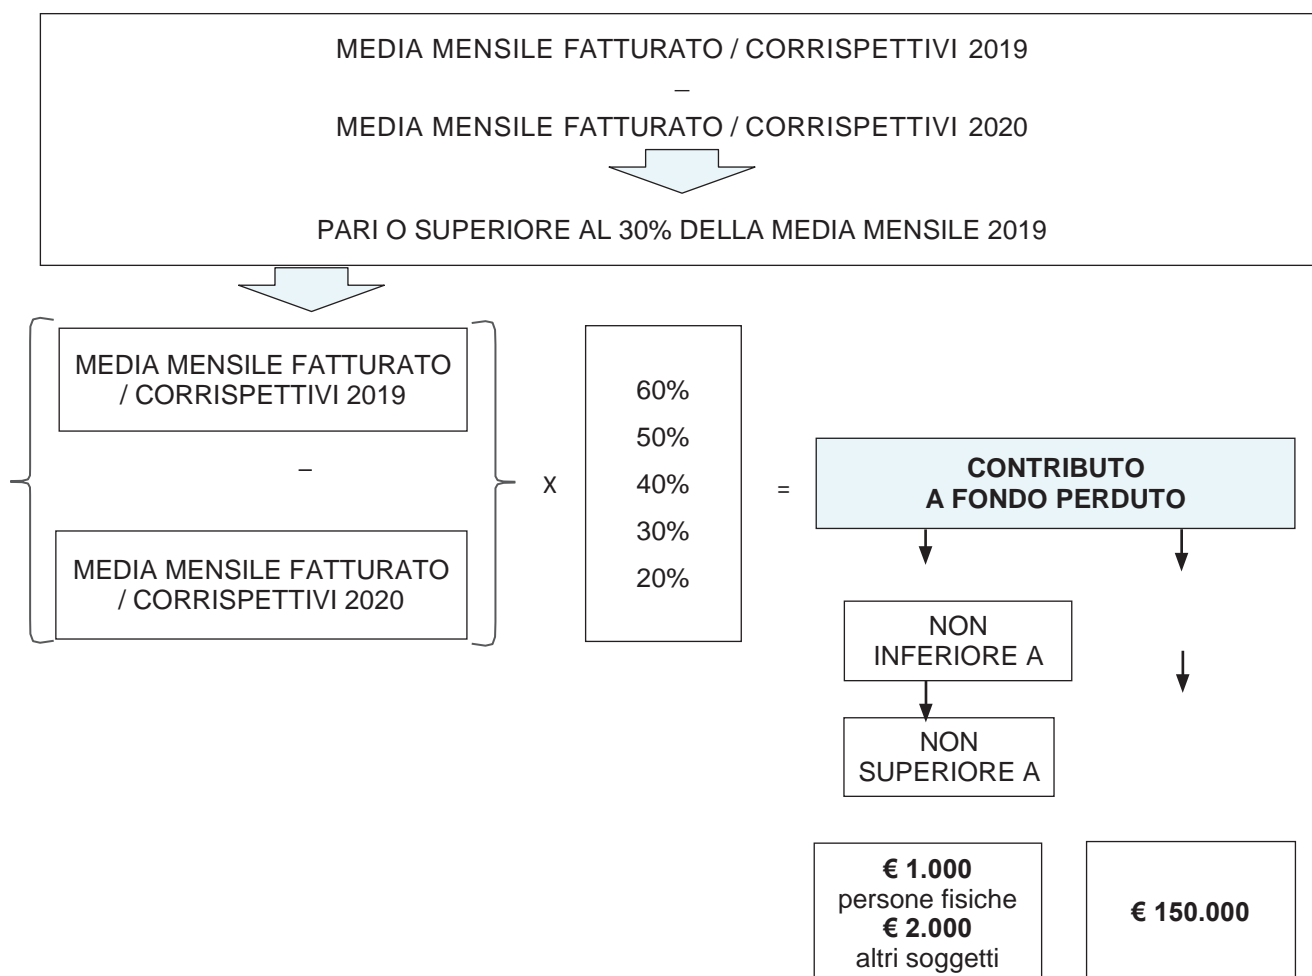 MEDIA MENSILE FATTURATO / CORRISPETTIVI 2019
–
MEDIA MENSILE FATTURATO / CORRISPETTIVI 2020
PARI O SUPERIORE AL 30% DELLA MEDIA MENSILE 2019
MEDIA MENSILE FATTURATO
/ CORRISPETTIVI 2019
–
MEDIA MENSILE FATTURATO
/ CORRISPETTIVI 2020
X
60%
50%
40%
30%
20%
=
CONTRIBUTO
A FONDO PERDUTO
NON
INFERIORE A
NON
SUPERIORE A
€ 1.000
persone fisiche
€ 2.000
altri soggetti
€ 150.000